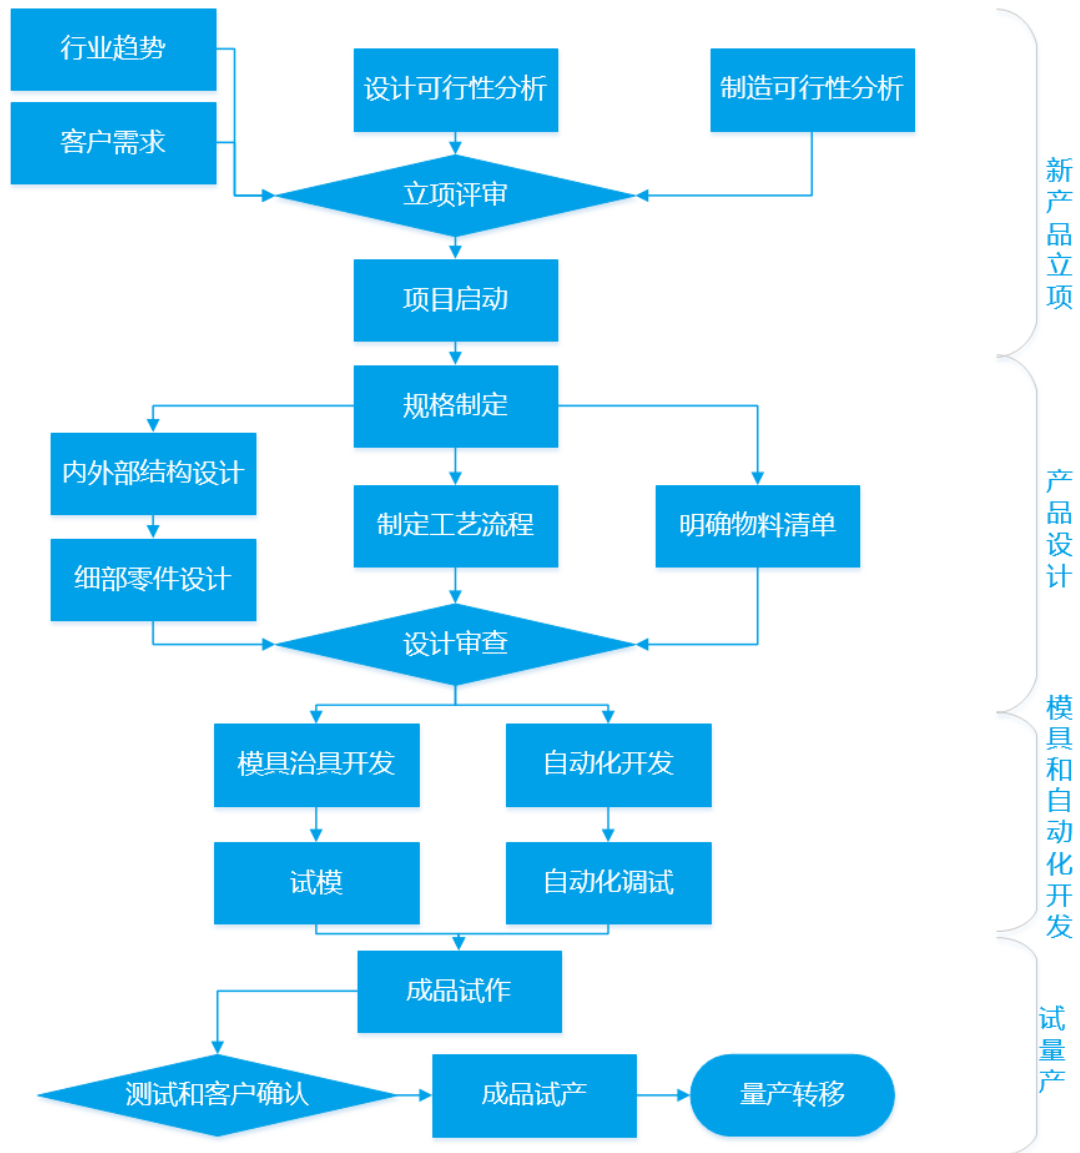 行业趋势
客户需求
设计可行性分析
制造可行性分析
立项评审
项目启动
新产品立项
规格制定
内外部结构设计
制定工艺流程
明确物料清单
细部零件设计
设计审查
产品设计
模具治具开发
自动化开发
试模
自动化调试
模具和自动化开发
成品试作
测试和客户确认
成品试产
量产转移
试量产